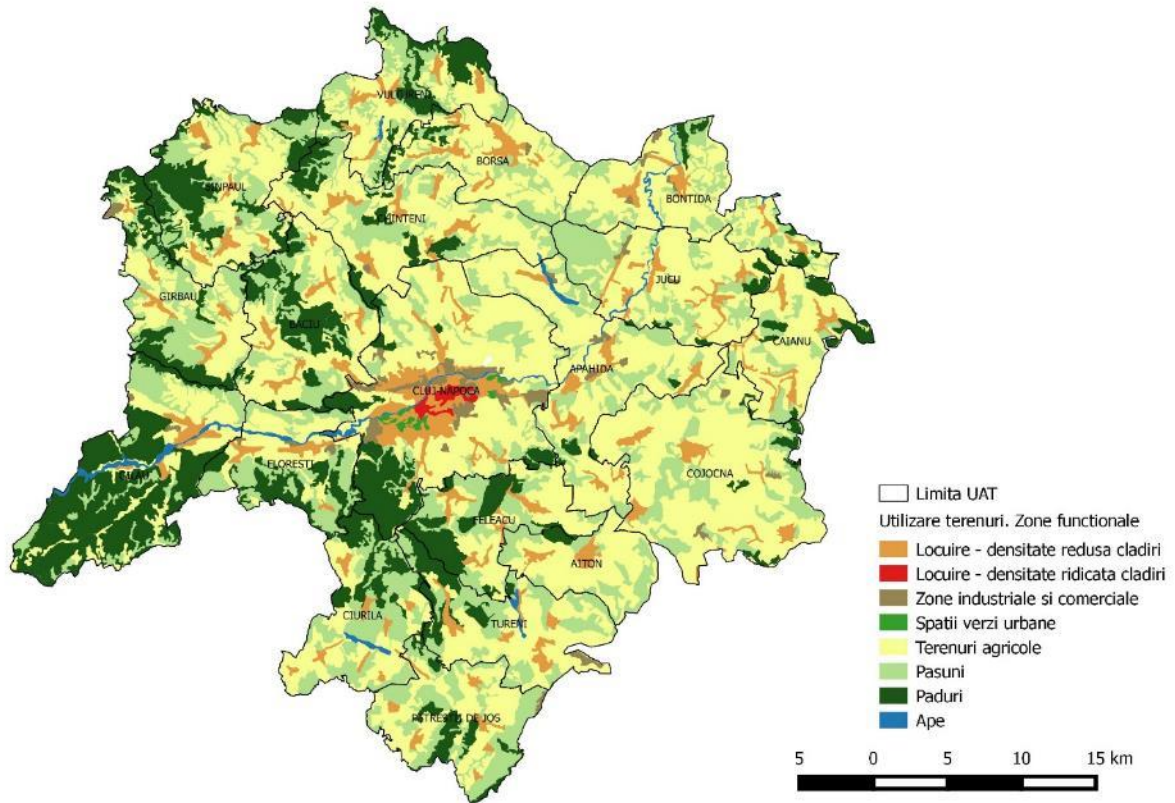 VULTURENI
BORSA
BONTIDA
SINPAUL
CHINTENI
JUCU
GIRBAU
BACIU
CAIANU
APAHIDA
CLUJ-NAPOCA
COJOCNA
FLORESTI
GILAU
FELEACU
AITON
CIURILA
TURENI
PETRESTII DE JOS
Limita UAT
Utilizare terenuri. Zone functionale
Locuire - densitate redusa cladiri
Locuire - densitate ridicata cladiri
Zone industriale si comerciale
Spatii verzi urbane
Terenuri agricole
Pasuni
Paduri
Ape
5 0 5 10 15 km